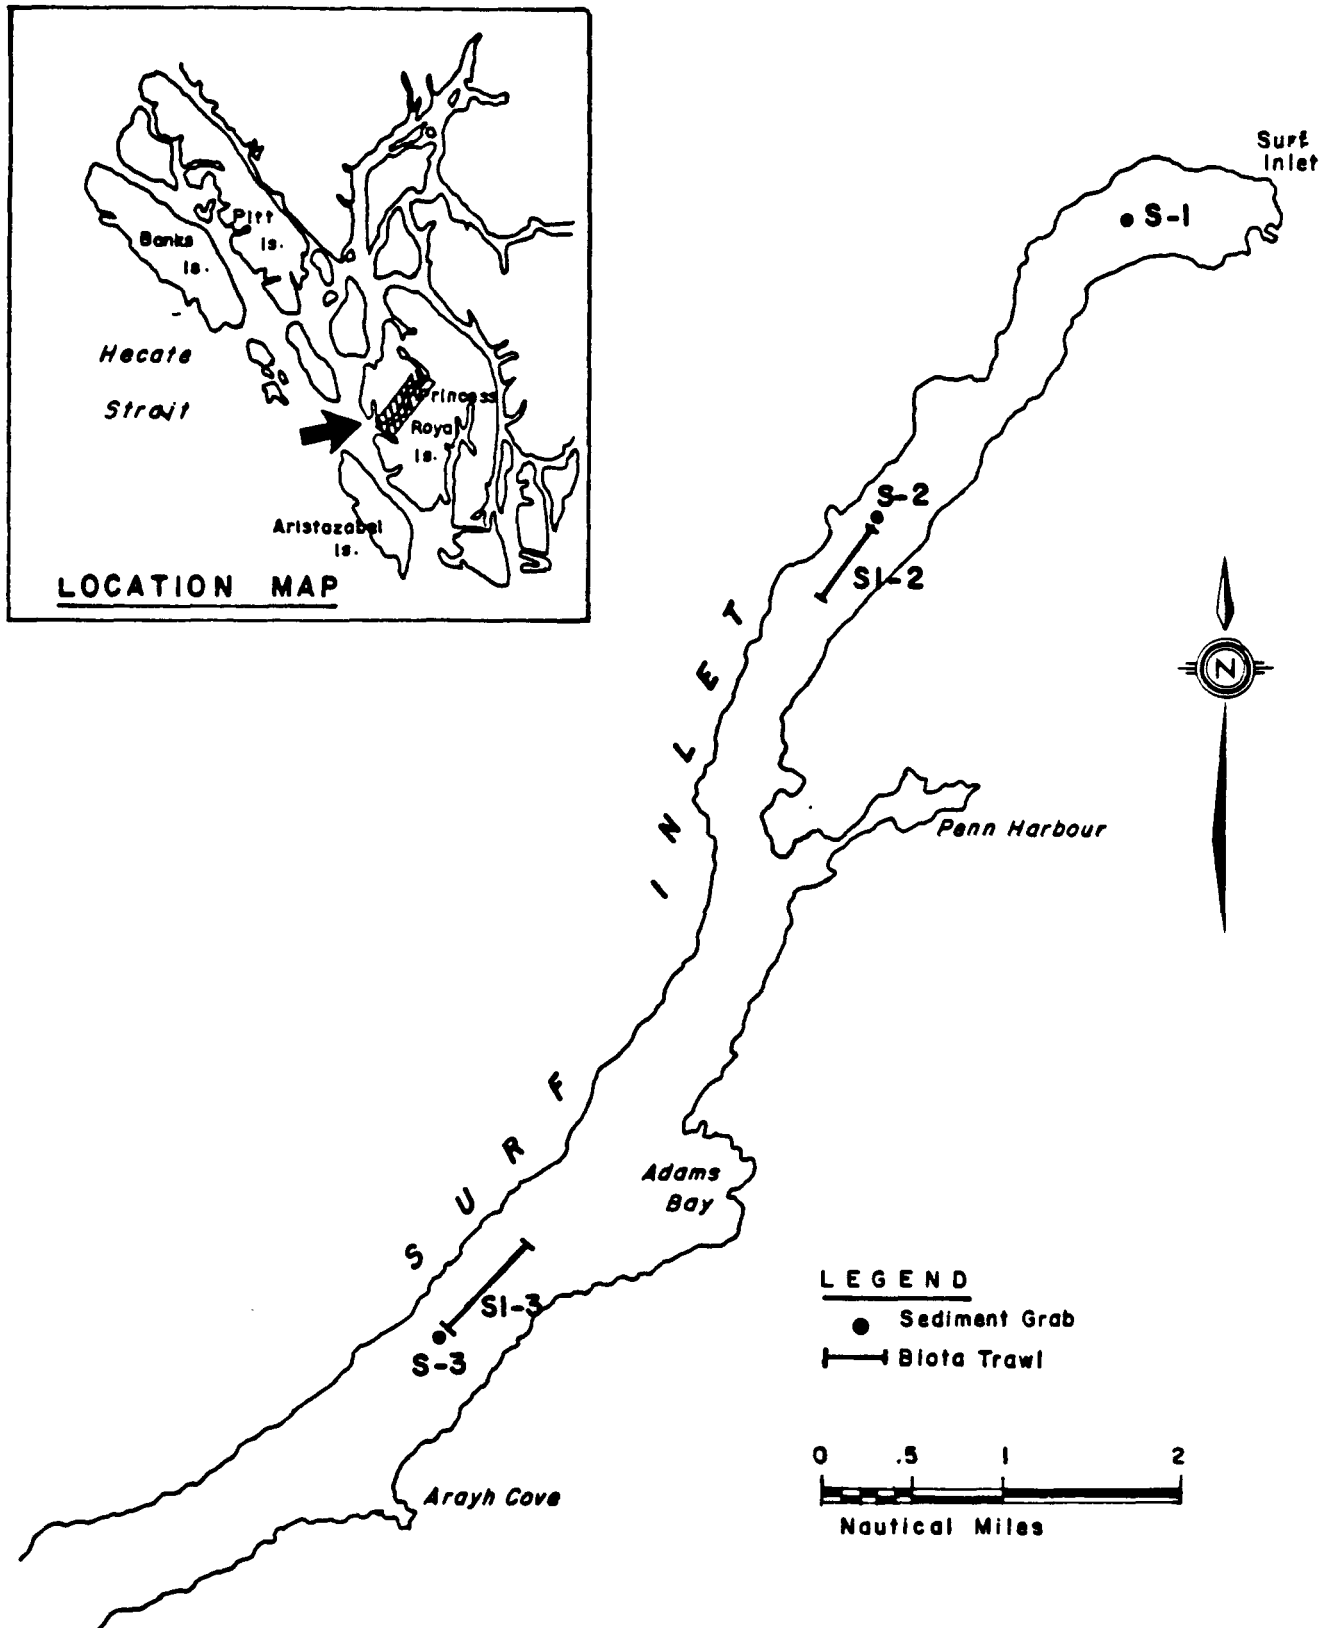 Pitt
Is.
Banks
Is.
Hecate
Strait
Princess
Royal
Is.
Aristazabal
Is.
LOCATION MAP
Surf
Inlet
S-1
S-2
SI-2
SURF INLET
N
Penn Harbour
Adams
Bay
SI-3
S-3
Arayh Cove
LEGEND
Sediment Grab
Biota Trawl
0 .5 1 2
Nautical Miles